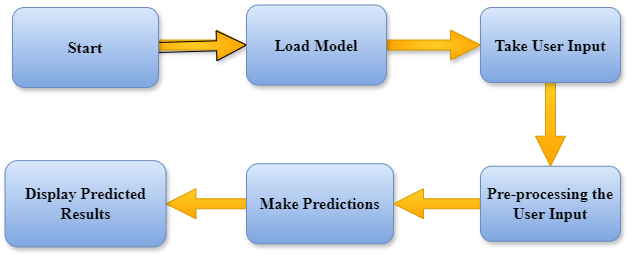 Start
Load Model
Take User Input
Pre-processing the
User Input
Make Predictions
Display Predicted
Results